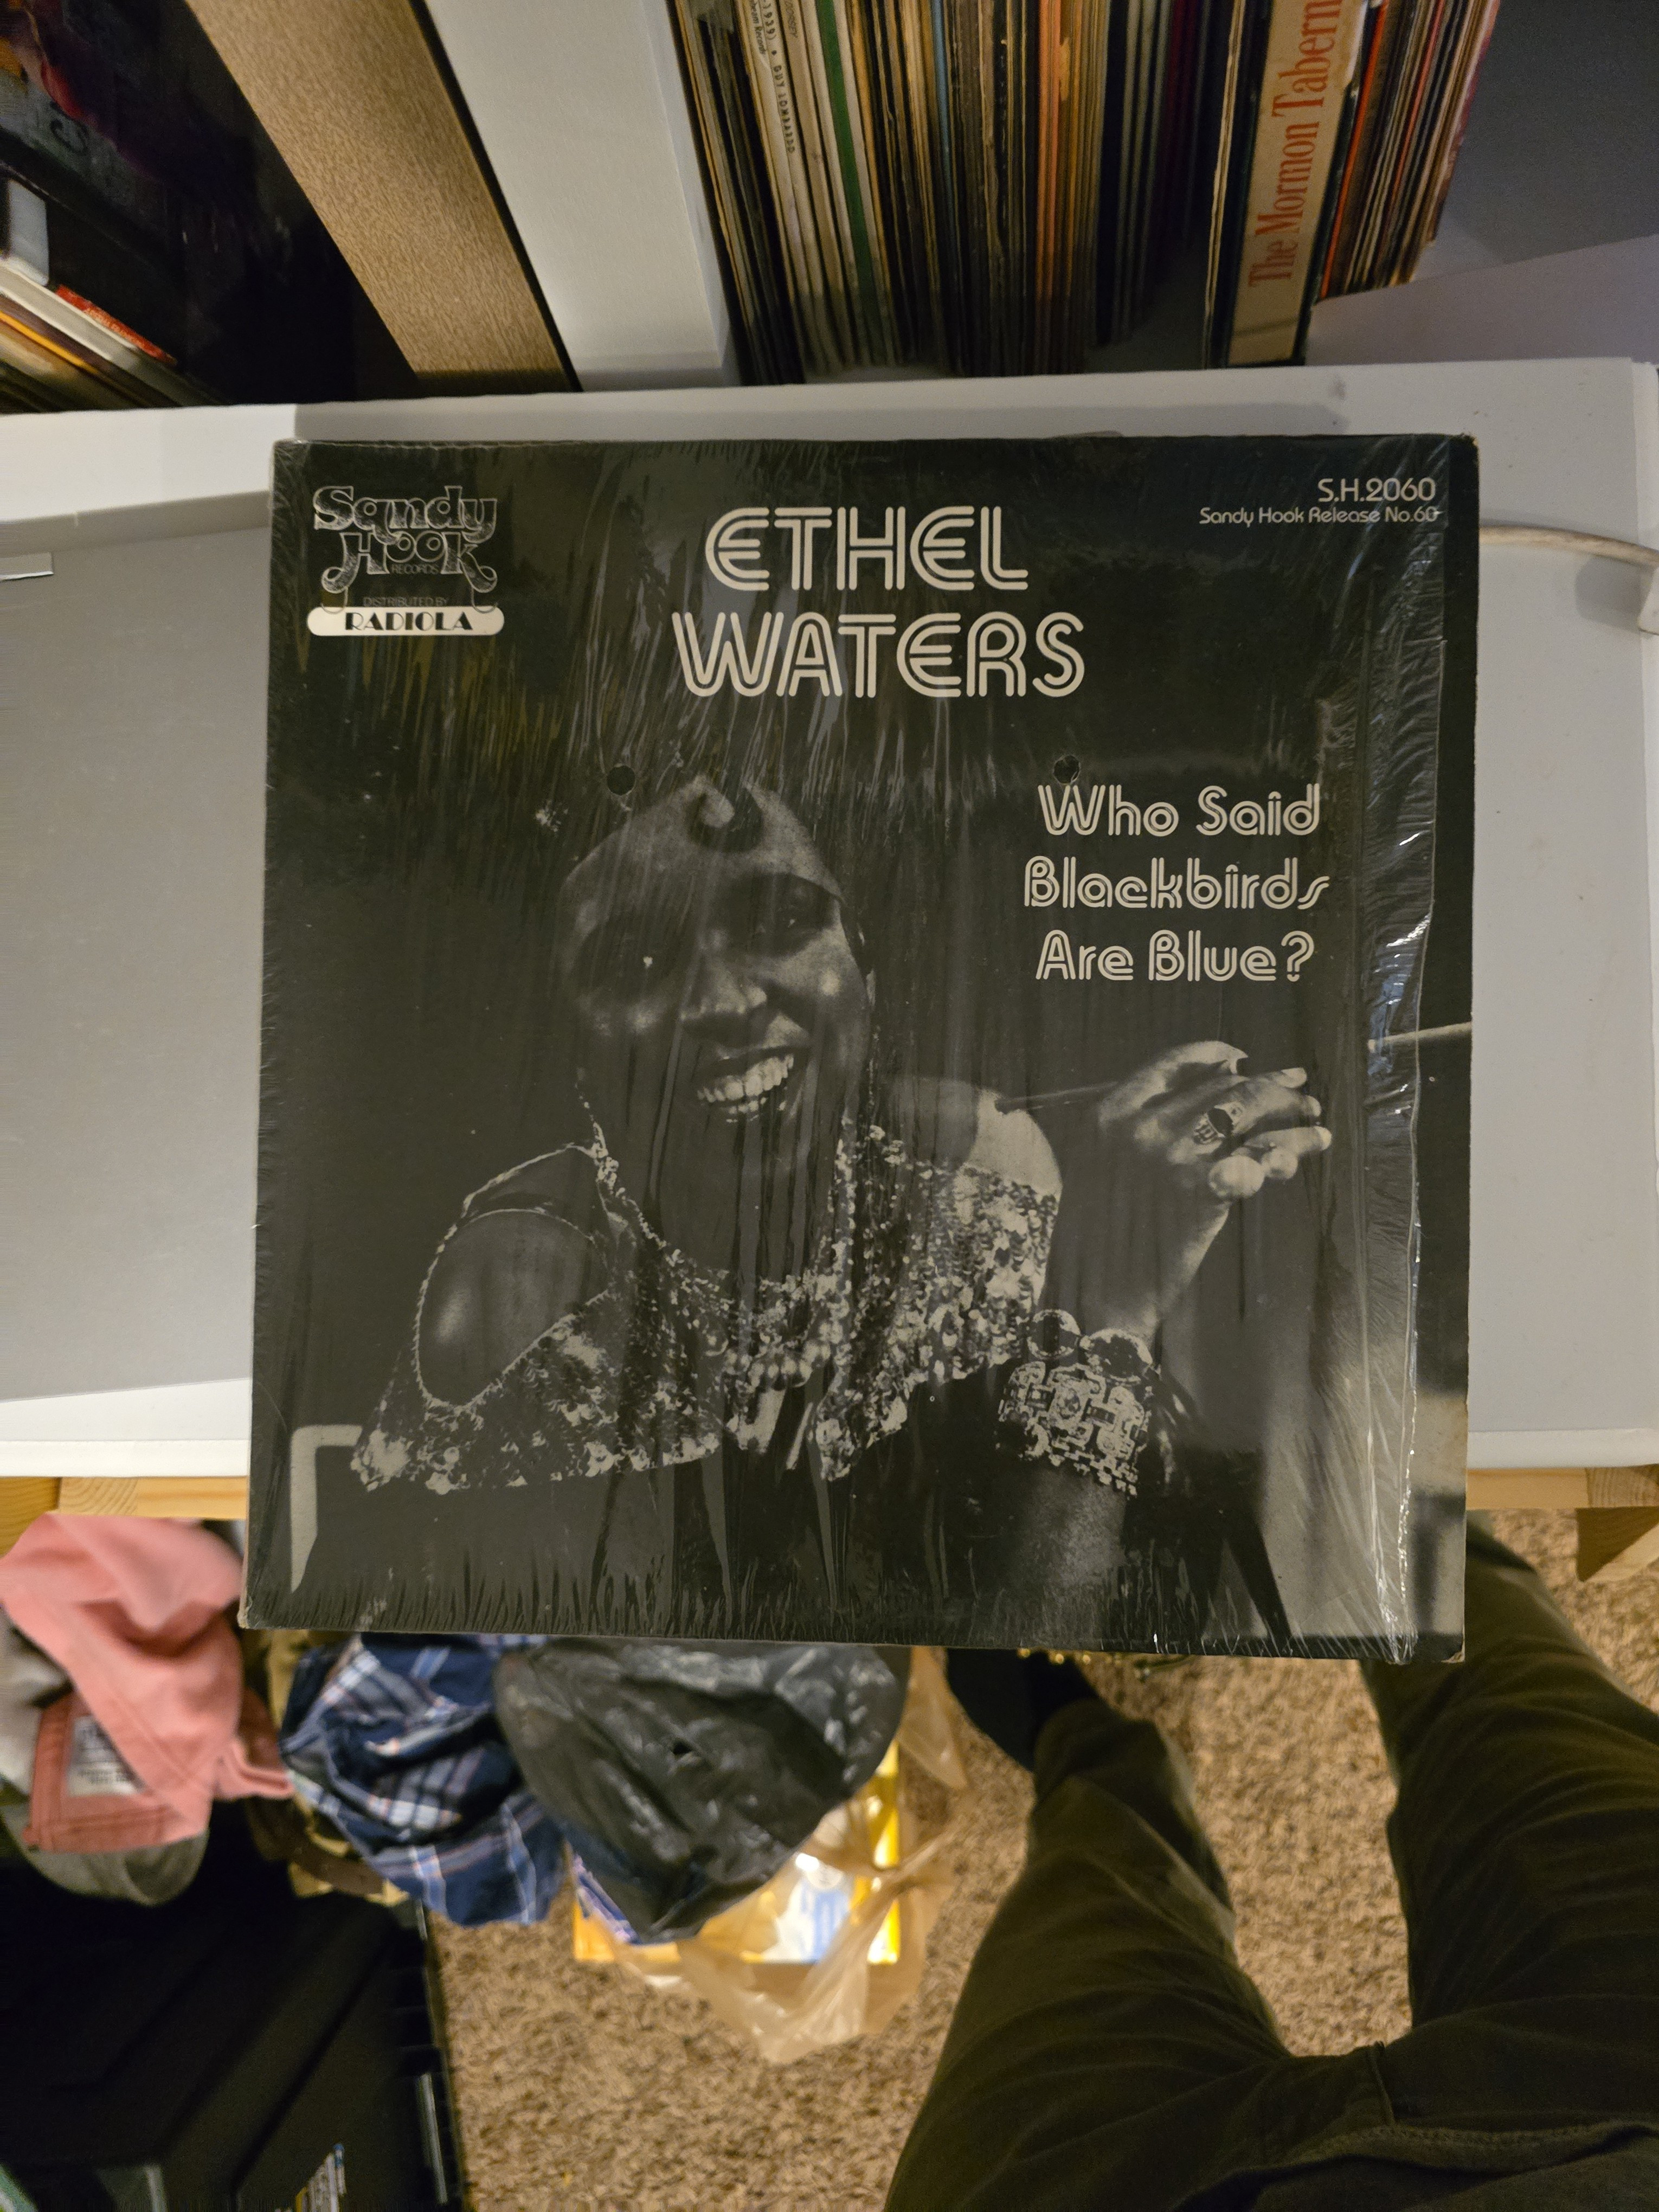 The Mormon Tabern
Sandy
Hook
RECORDS
DISTRIBUTED BY
RADIOLA
ETHEL
WATERS
S.H.2060
Sandy Hook Release No.60
Who Said
Blackbirds
Are Blue?